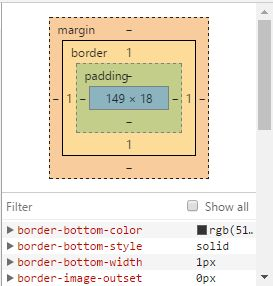 margin –
border 1
padding –
– 1 – 149 × 18 – 1 –
–
1
–
Filter Show all
border-bottom-color rgb(51…
border-bottom-style solid
border-bottom-width 1px
border-image-outset 0px